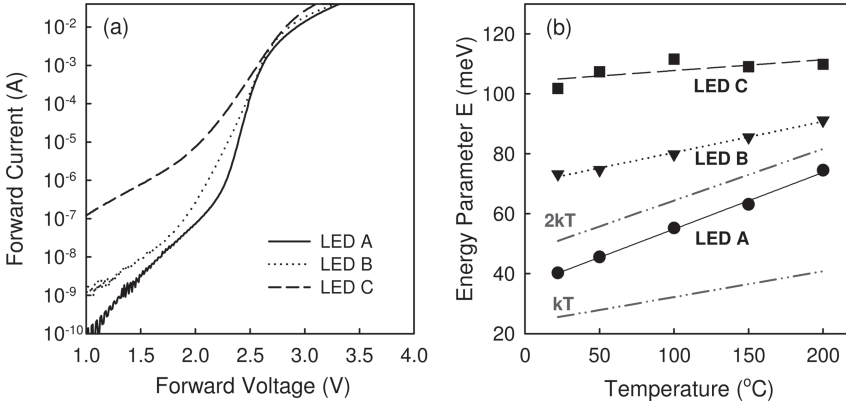 (a)
Forward Current (A)
10⁻²
10⁻³
10⁻⁴
10⁻⁵
10⁻⁶
10⁻⁷
10⁻⁸
10⁻⁹
10⁻¹⁰
LED A
LED B
LED C
1.0 1.5 2.0 2.5 3.0 3.5 4.0
Forward Voltage (V)
(b)
Energy Parameter E (meV)
120
100
80
60
40
20
LED C
LED B
2kT
LED A
kT
0 50 100 150 200
Temperature (°C)